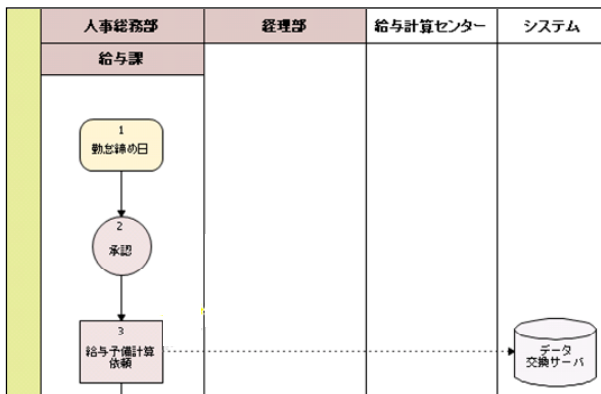 人事総務部
経理部
給与計算センター
システム
給与課
1
勤怠締め日
2
承認
3
給与予備計算
依頼
データ
交換サーバ